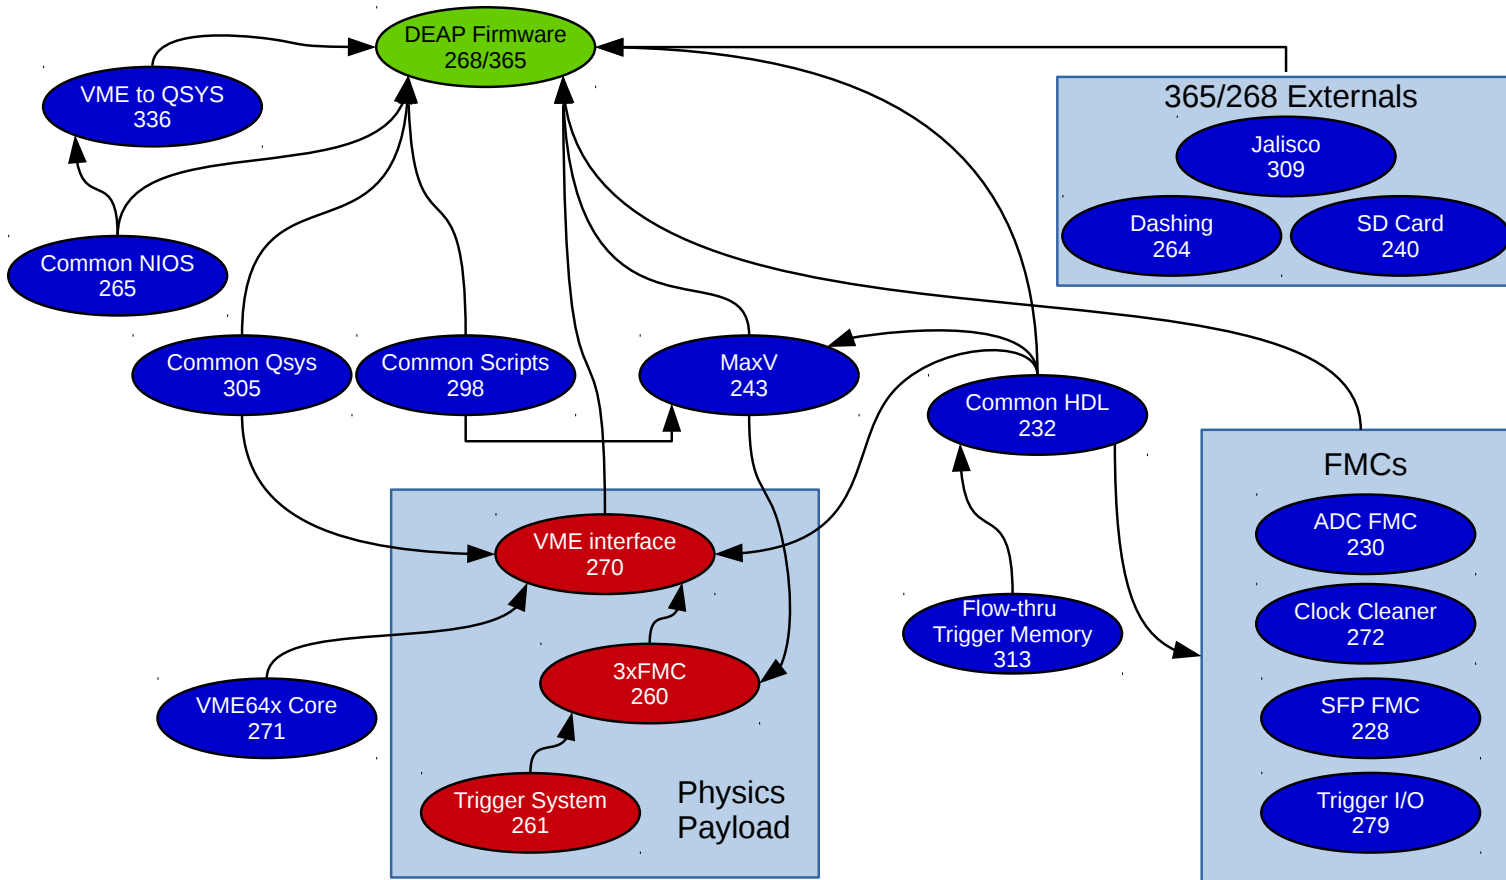 DEAP Firmware
268/365
VME to QSYS
336
365/268 Externals
Jalisco
309
Dashing
264
SD Card
240
Common NIOS
265
Common Qsys
305
Common Scripts
298
MaxV
243
Common HDL
232
FMCs
ADC FMC
230
Clock Cleaner
272
SFP FMC
228
Trigger I/O
279
VME interface
270
Flow-thru
Trigger Memory
313
3xFMC
260
VME64x Core
271
Trigger System
261
Physics
Payload